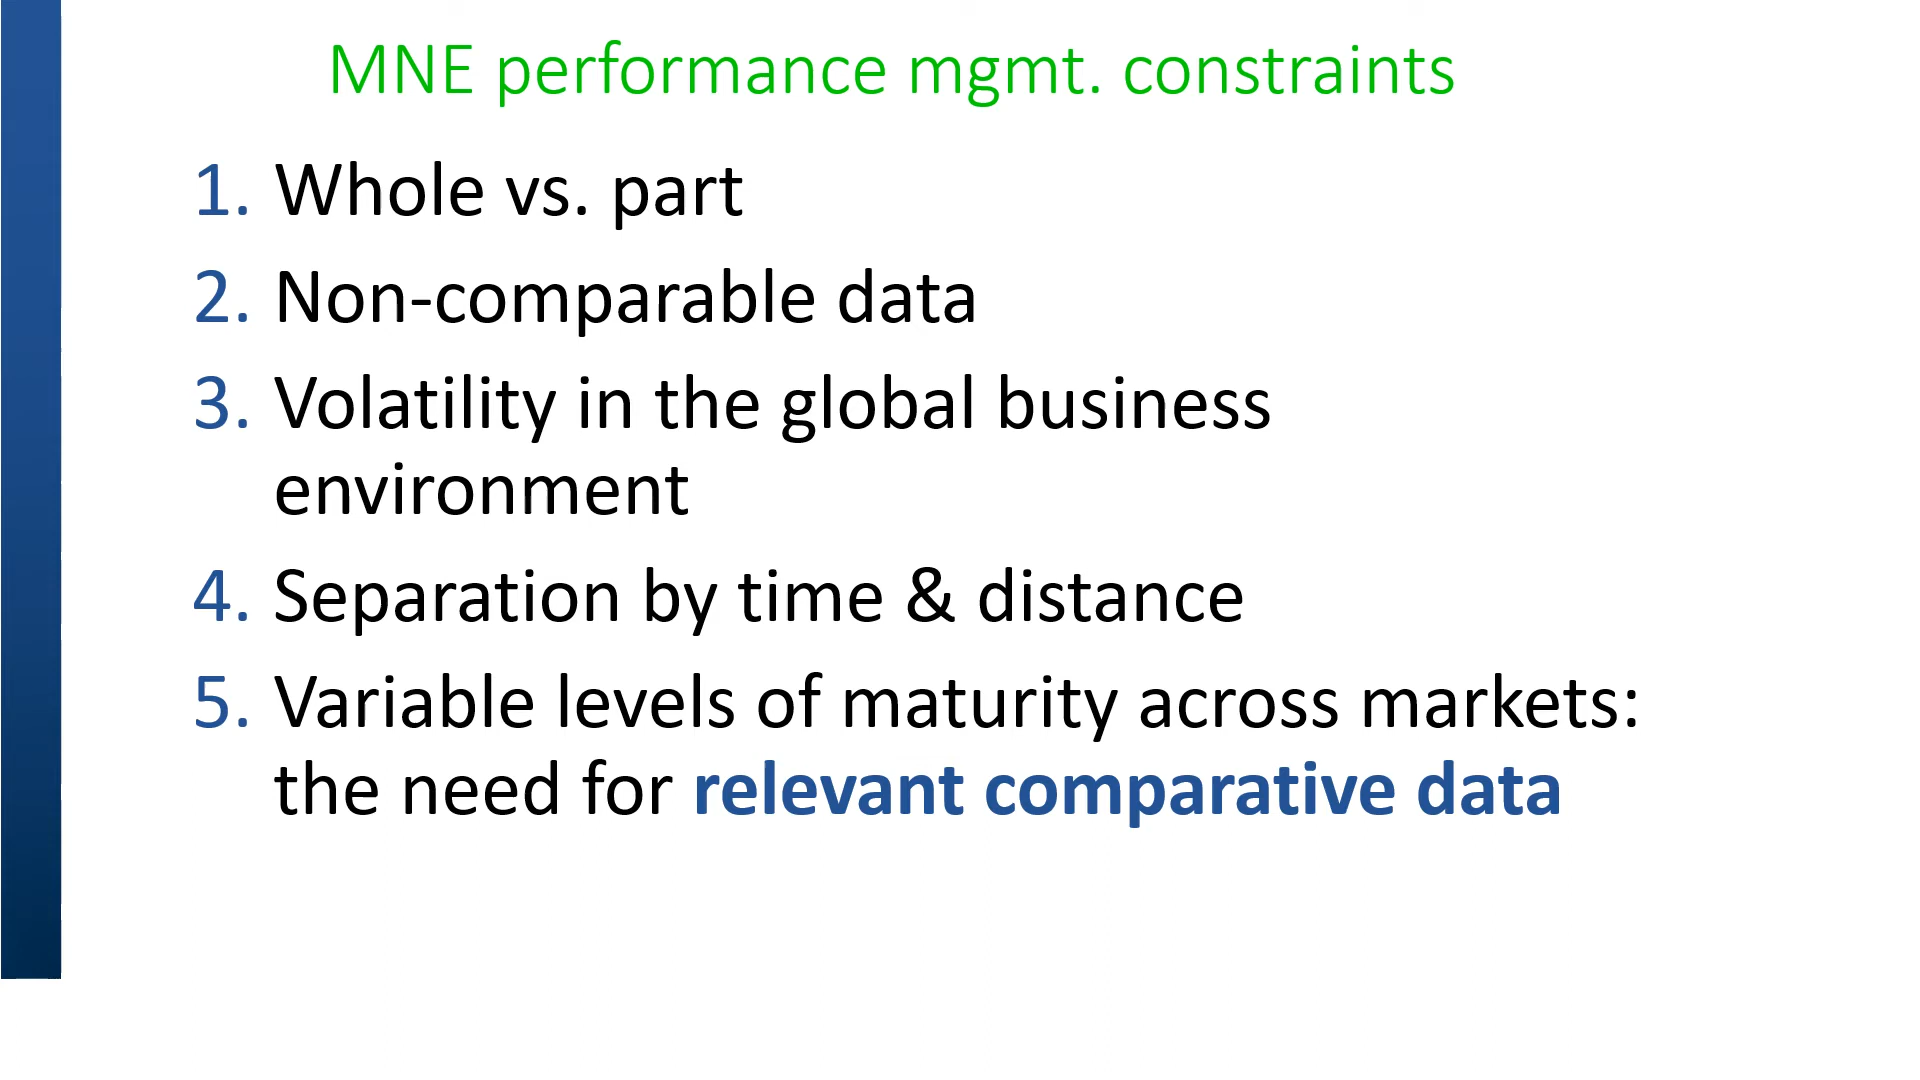 MNE performance mgmt. constraints
1. Whole vs. part
2. Non-comparable data
3. Volatility in the global business
environment
4. Separation by time & distance
5. Variable levels of maturity across markets:
the need for relevant comparative data